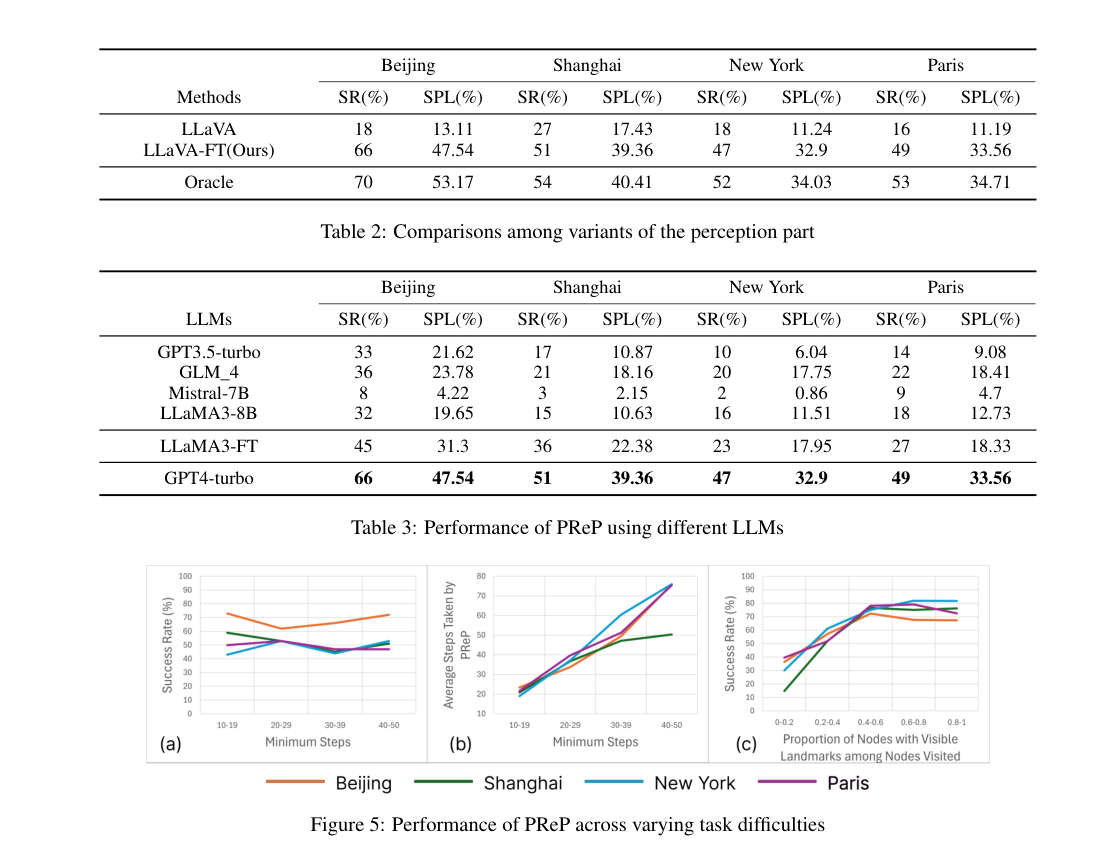 Beijing Shanghai New York Paris
Methods SR(%) SPL(%) SR(%) SPL(%) SR(%) SPL(%) SR(%) SPL(%)
LLaVA 18 13.11 27 17.43 18 11.24 16 11.19
LLaVA-FT(Ours) 66 47.54 51 39.36 47 32.9 49 33.56
Oracle 70 53.17 54 40.41 52 34.03 53 34.71
Table 2: Comparisons among variants of the perception part
Beijing Shanghai New York Paris
LLMs SR(%) SPL(%) SR(%) SPL(%) SR(%) SPL(%) SR(%) SPL(%)
GPT3.5-turbo 33 21.62 17 10.87 10 6.04 14 9.08
GLM_4 36 23.78 21 18.16 20 17.75 22 18.41
Mistral-7B 8 4.22 3 2.15 2 0.86 9 4.7
LLaMA3-8B 32 19.65 15 10.63 16 11.51 18 12.73
LLaMA3-FT 45 31.3 36 22.38 23 17.95 27 18.33
GPT4-turbo 66 47.54 51 39.36 47 32.9 49 33.56
Table 3: Performance of PReP using different LLMs
Success Rate (%)
100
90
80
70
60
50
40
30
20
10
0
10-19 20-29 30-39 40-50
(a) Minimum Steps
Average Steps Taken by
PReP
80
70
60
50
40
30
20
10
10-19 20-29 30-39 40-50
(b) Minimum Steps
Success Rate (%)
100
90
80
70
60
50
40
30
20
10
0
0-0.2 0.2-0.4 0.4-0.6 0.6-0.8 0.8-1
(c) Proportion of Nodes with Visible
Landmarks among Nodes Visited
Beijing Shanghai New York Paris
Figure 5: Performance of PReP across varying task difficulties